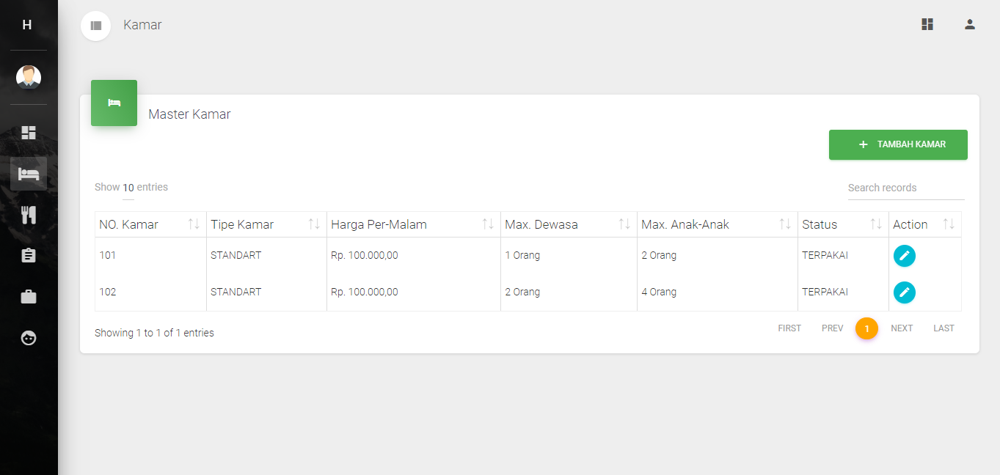 H
Kamar
Master Kamar
+ TAMBAH KAMAR
Show 10 entries
Search records
NO. Kamar Tipe Kamar Harga Per-Malam Max. Dewasa Max. Anak-Anak Status Action
101 STANDART Rp. 100.000,00 1 Orang 2 Orang TERPAKAI
102 STANDART Rp. 100.000,00 2 Orang 4 Orang TERPAKAI
Showing 1 to 1 of 1 entries
FIRST PREV 1 NEXT LAST